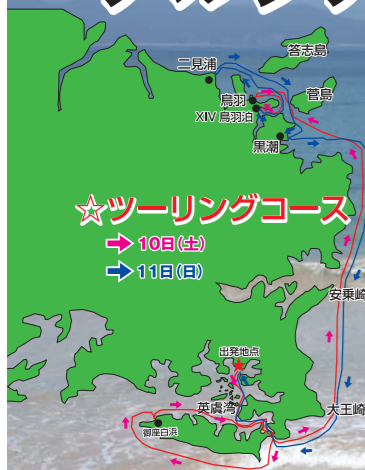 答志島
二見浦
菅島
鳥羽
XIV 鳥羽泊
黒潮
☆ツーリングコース
10日(土)
11日(日)
安乗崎
出発地点
英虞湾
大王崎
御座白浜